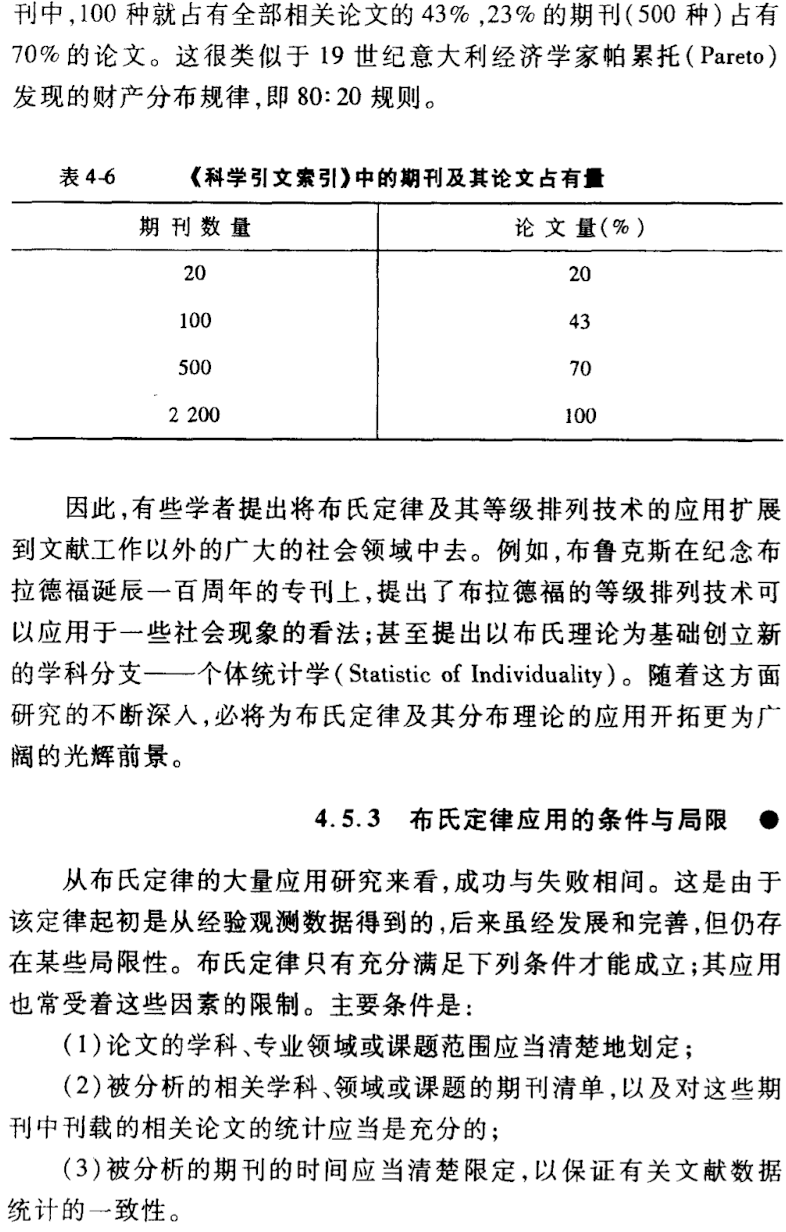 刊中,100 种就占有全部相关论文的 43% ,23% 的期刊(500 种)占有
70% 的论文。这很类似于 19 世纪意大利经济学家帕累托(Pareto)
发现的财产分布规律,即 80:20 规则。
表 4-6 《科学引文索引》中的期刊及其论文占有量
期 刊 数 量 论 文 量(%)
20 20
100 43
500 70
2 200 100
因此,有些学者提出将布氏定律及其等级排列技术的应用扩展
到文献工作以外的广大的社会领域中去。例如,布鲁克斯在纪念布
拉德福诞辰一百周年的专刊上,提出了布拉德福的等级排列技术可
以应用于一些社会现象的看法;甚至提出以布氏理论为基础创立新
的学科分支——个体统计学(Statistic of Individuality)。随着这方面
研究的不断深入,必将为布氏定律及其分布理论的应用开拓更为广
阔的光辉前景。
4.5.3 布氏定律应用的条件与局限 ●
从布氏定律的大量应用研究来看,成功与失败相间。这是由于
该定律起初是从经验观测数据得到的,后来虽经发展和完善,但仍存
在某些局限性。布氏定律只有充分满足下列条件才能成立;其应用
也常受着这些因素的限制。主要条件是:
(1)论文的学科、专业领域或课题范围应当清楚地划定;
(2)被分析的相关学科、领域或课题的期刊清单,以及对这些期
刊中刊载的相关论文的统计应当是充分的;
(3)被分析的期刊的时间应当清楚限定,以保证有关文献数据
统计的一致性。